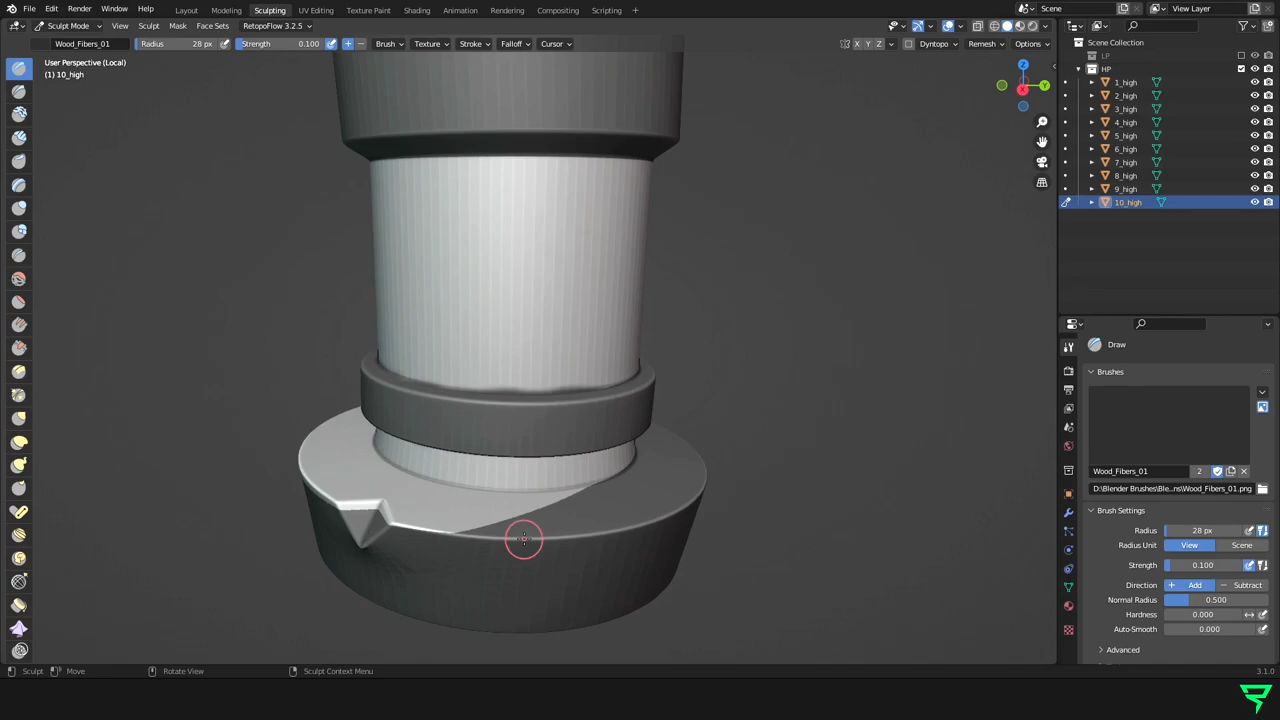 File Edit Render Window Help Layout Modeling Sculpting UV Editing Texture Paint Shading Animation Rendering Compositing Scripting + Scene View Layer
Sculpt Mode View Sculpt Mask Face Sets RetopoFlow 3.2.5
Wood_Fibers_01 Radius 28 px Strength 0.100 + − Brush Texture Stroke Falloff Cursor X Y Z Dyntopo Remesh Options
User Perspective (Local)
(1) 10_high
Z
Y
X
Scene Collection
LP
HP
1_high
2_high
3_high
4_high
5_high
6_high
7_high
8_high
9_high
10_high
Draw
Brushes
Wood_Fibers_01 2
D:\Blender Brushes\Ble...ns\Wood_Fibers_01.png
Brush Settings
Radius 28 px
Radius Unit View Scene
Strength 0.100
Direction + Add − Subtract
Normal Radius 0.500
Hardness 0.000
Auto-Smooth 0.000
Advanced
Sculpt Move Rotate View Sculpt Context Menu 3.1.0